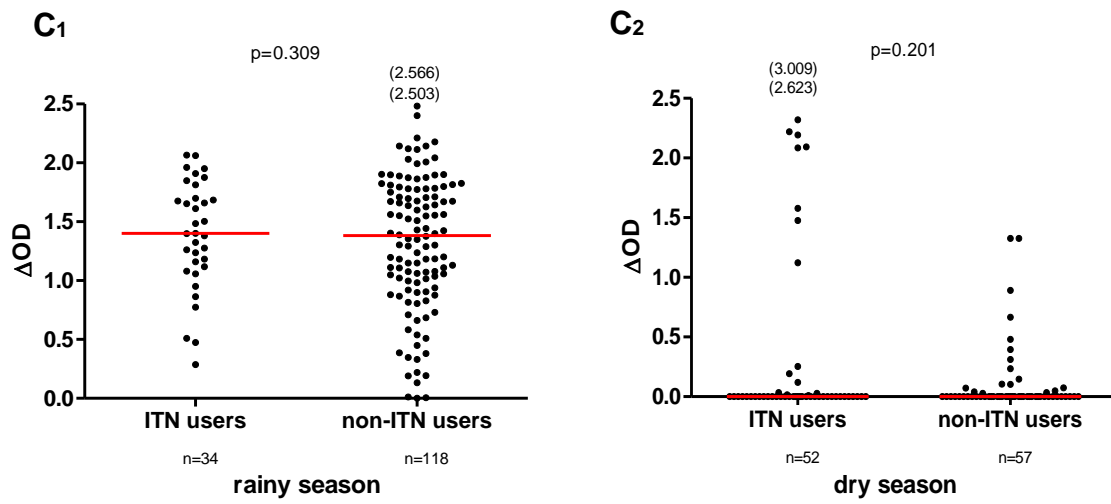 C1
p=0.309
(2.566)
(2.503)
2.5
2.0
1.5
1.0
0.5
0.0
ΔOD
ITN users
non-ITN users
n=34
n=118
rainy season
C2
p=0.201
(3.009)
(2.623)
2.5
2.0
1.5
1.0
0.5
0.0
ΔOD
ITN users
non-ITN users
n=52
n=57
dry season